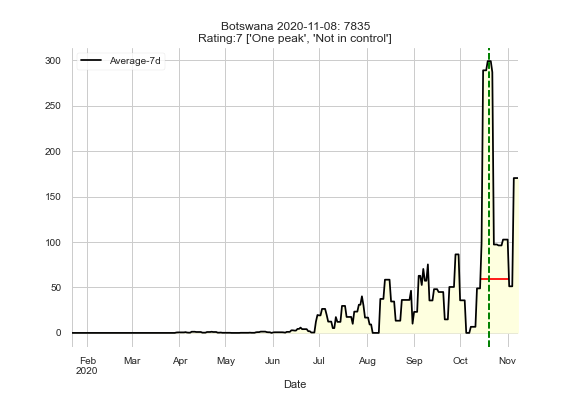 Botswana 2020-11-08: 7835
Rating:7 ['One peak', 'Not in control']
Average-7d
300
250
200
150
100
50
0
Feb Mar Apr May Jun Jul Aug Sep Oct Nov
2020
Date